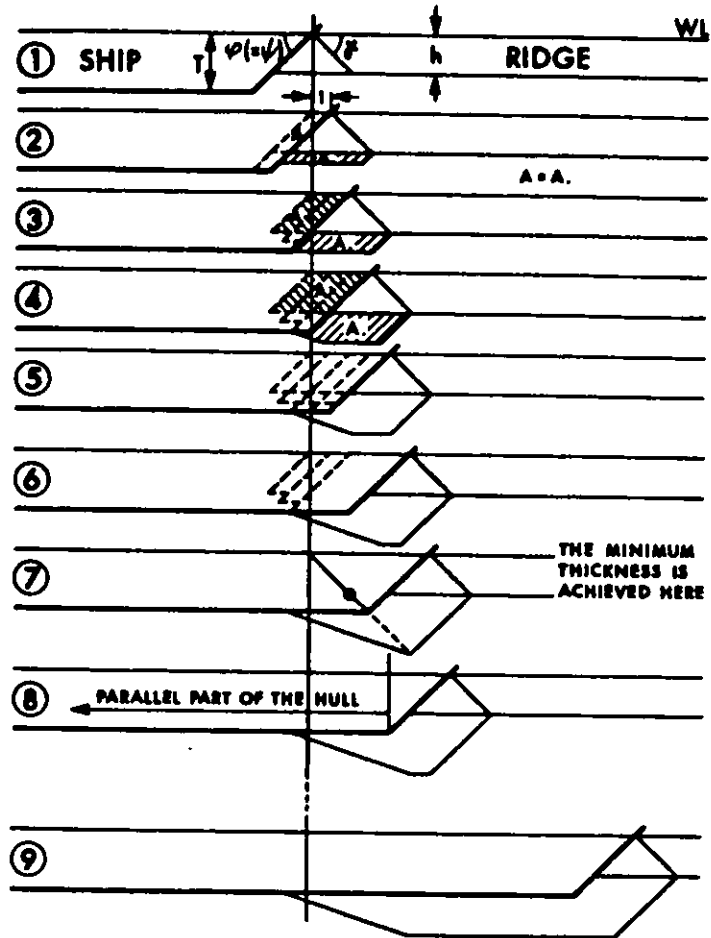 WL
① SHIP T φ(=ψ) γ h RIDGE
1
②
A = A.
③
A.
④
A.
A.
⑤
⑥
⑦
THE MINIMUM
THICKNESS IS
ACHIEVED HERE
⑧ PARALLEL PART OF THE HULL
⑨